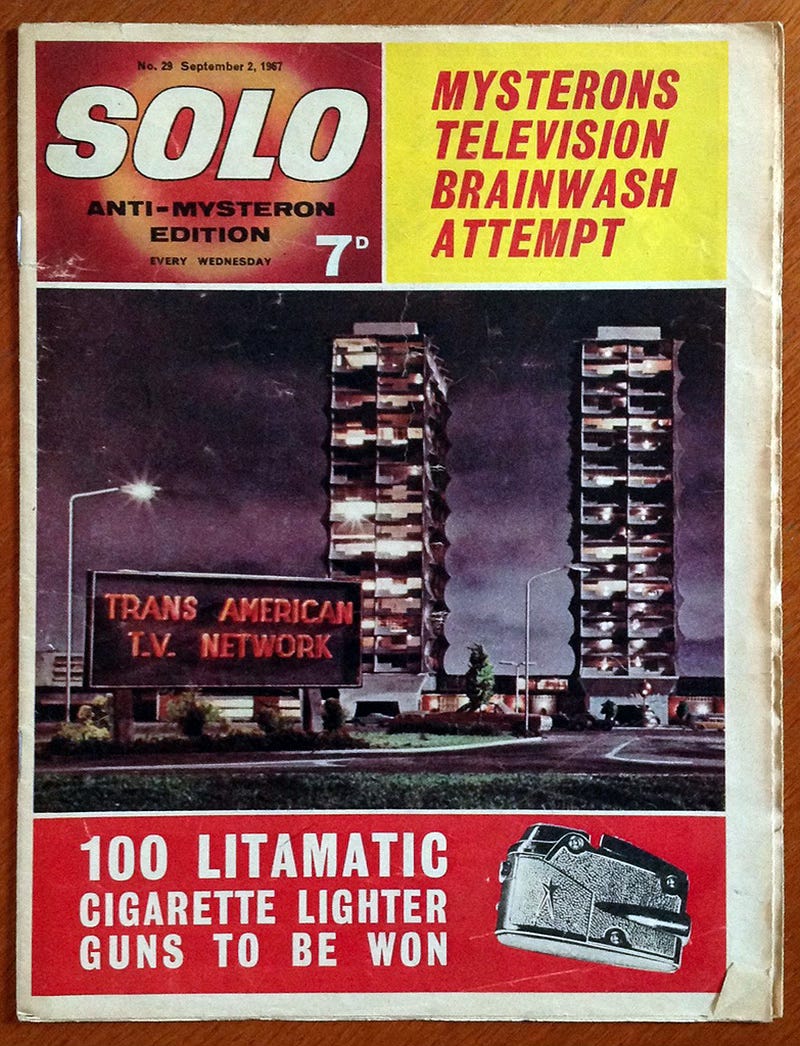 No. 29 September 2, 1967
SOLO
ANTI-MYSTERON
EDITION
EVERY WEDNESDAY
7D
MYSTERONS
TELEVISION
BRAINWASH
ATTEMPT
TRANS AMERICAN
T.V. NETWORK
100 LITAMATIC
CIGARETTE LIGHTER
GUNS TO BE WON